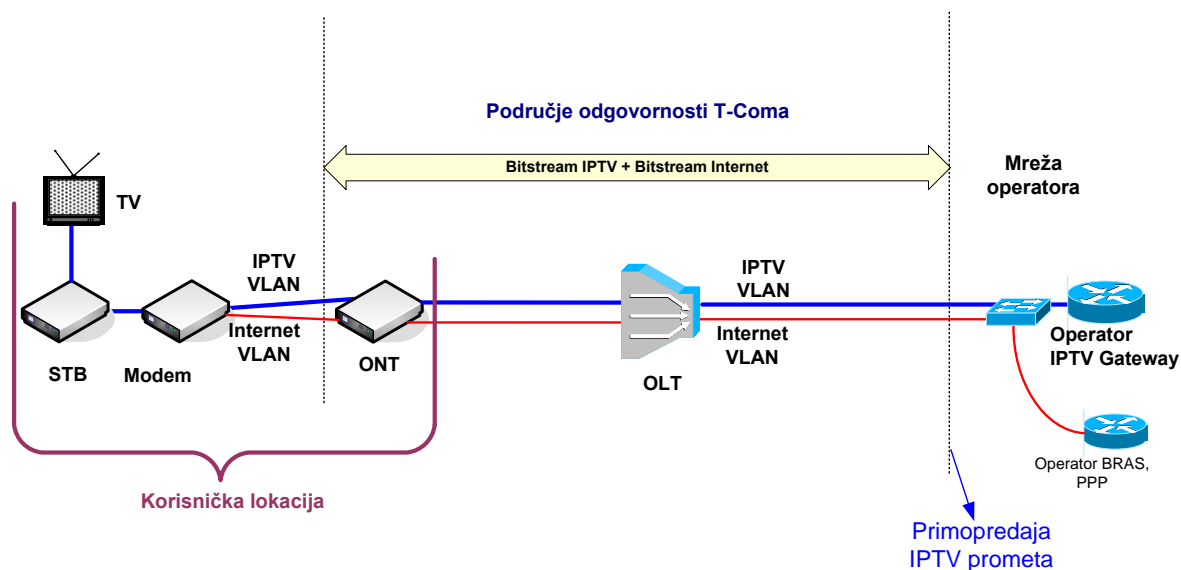 Područje odgovornosti T-Coma
Bitstream IPTV + Bitstream Internet
Mreža
operatora
TV
IPTV
VLAN
Internet
VLAN
STB
Modem
ONT
OLT
IPTV
VLAN
Internet
VLAN
Operator
IPTV Gateway
Operator BRAS,
PPP
Korisnička lokacija
Primopredaja
IPTV prometa